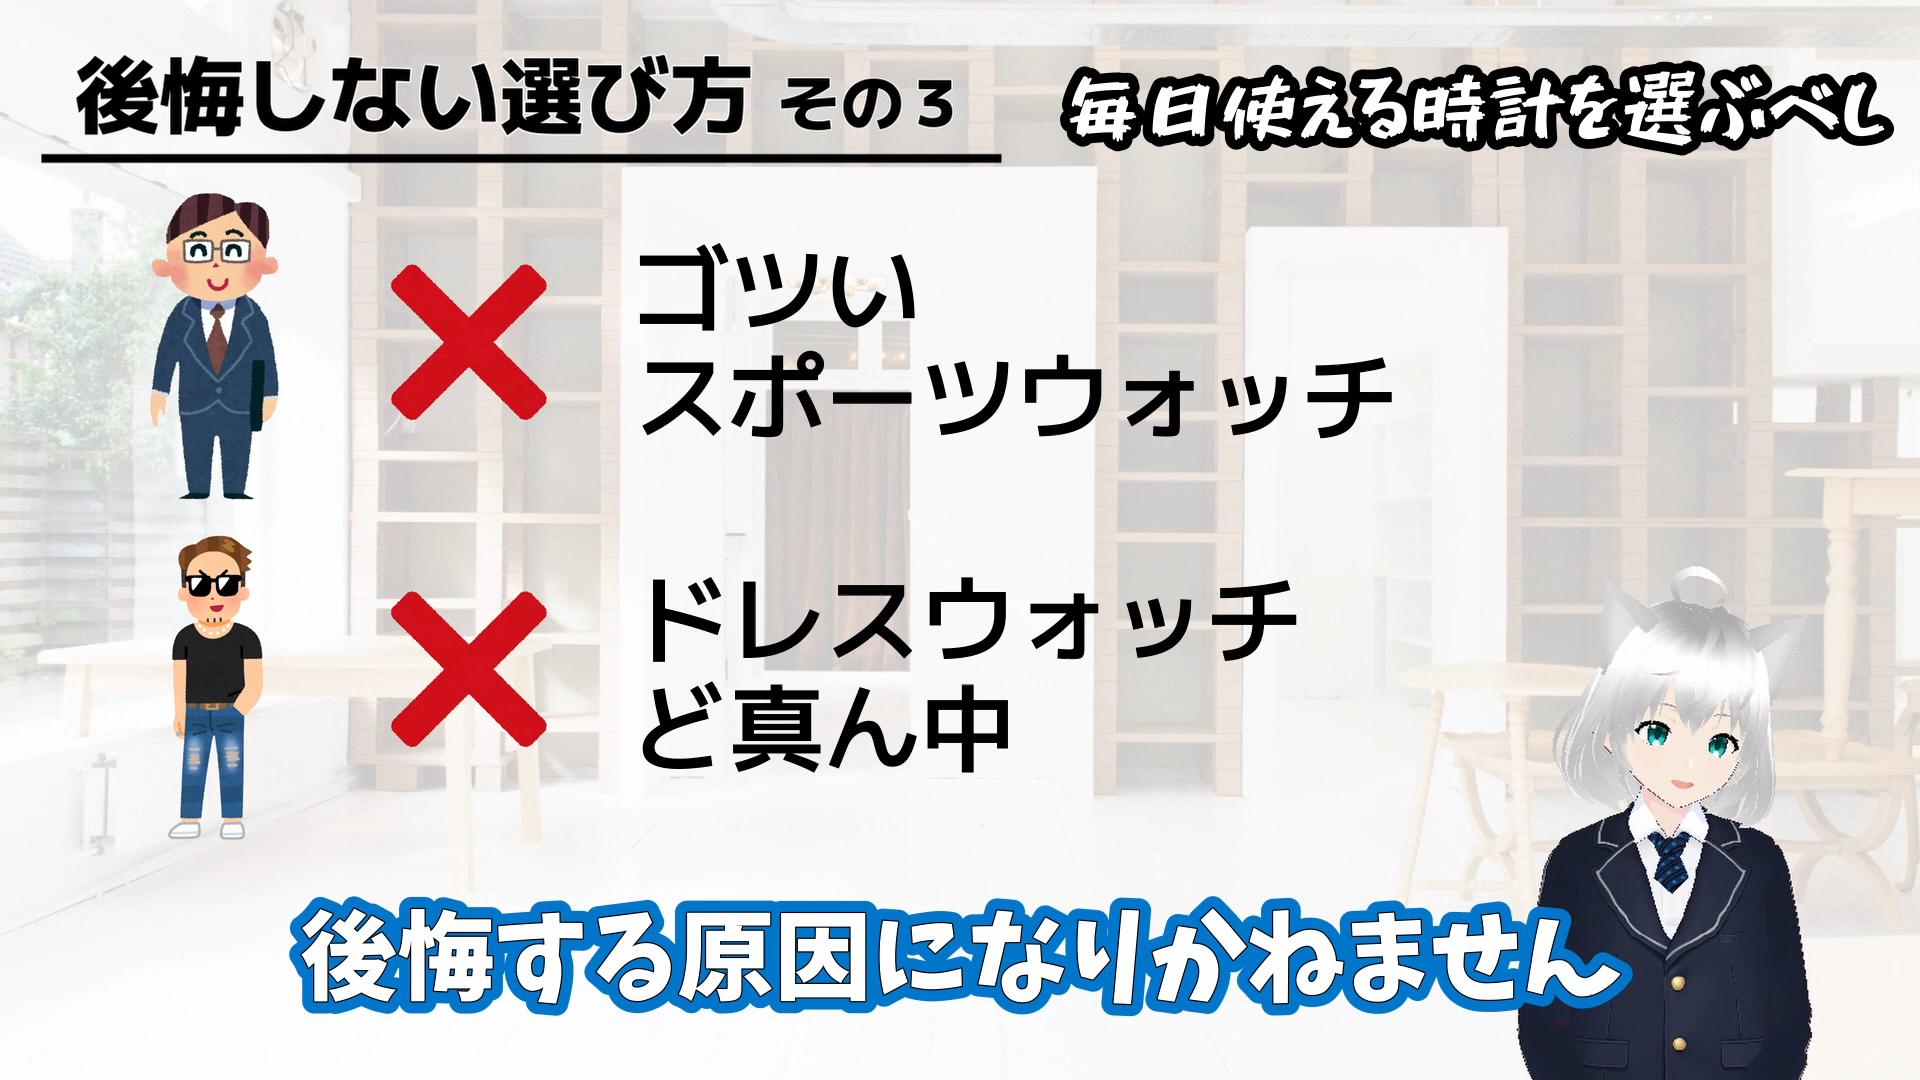 後悔しない選び方 その3
毎日使える時計を選ぶべし
ゴツい
スポーツウォッチ
ドレスウォッチ
ど真ん中
後悔する原因になりかねません